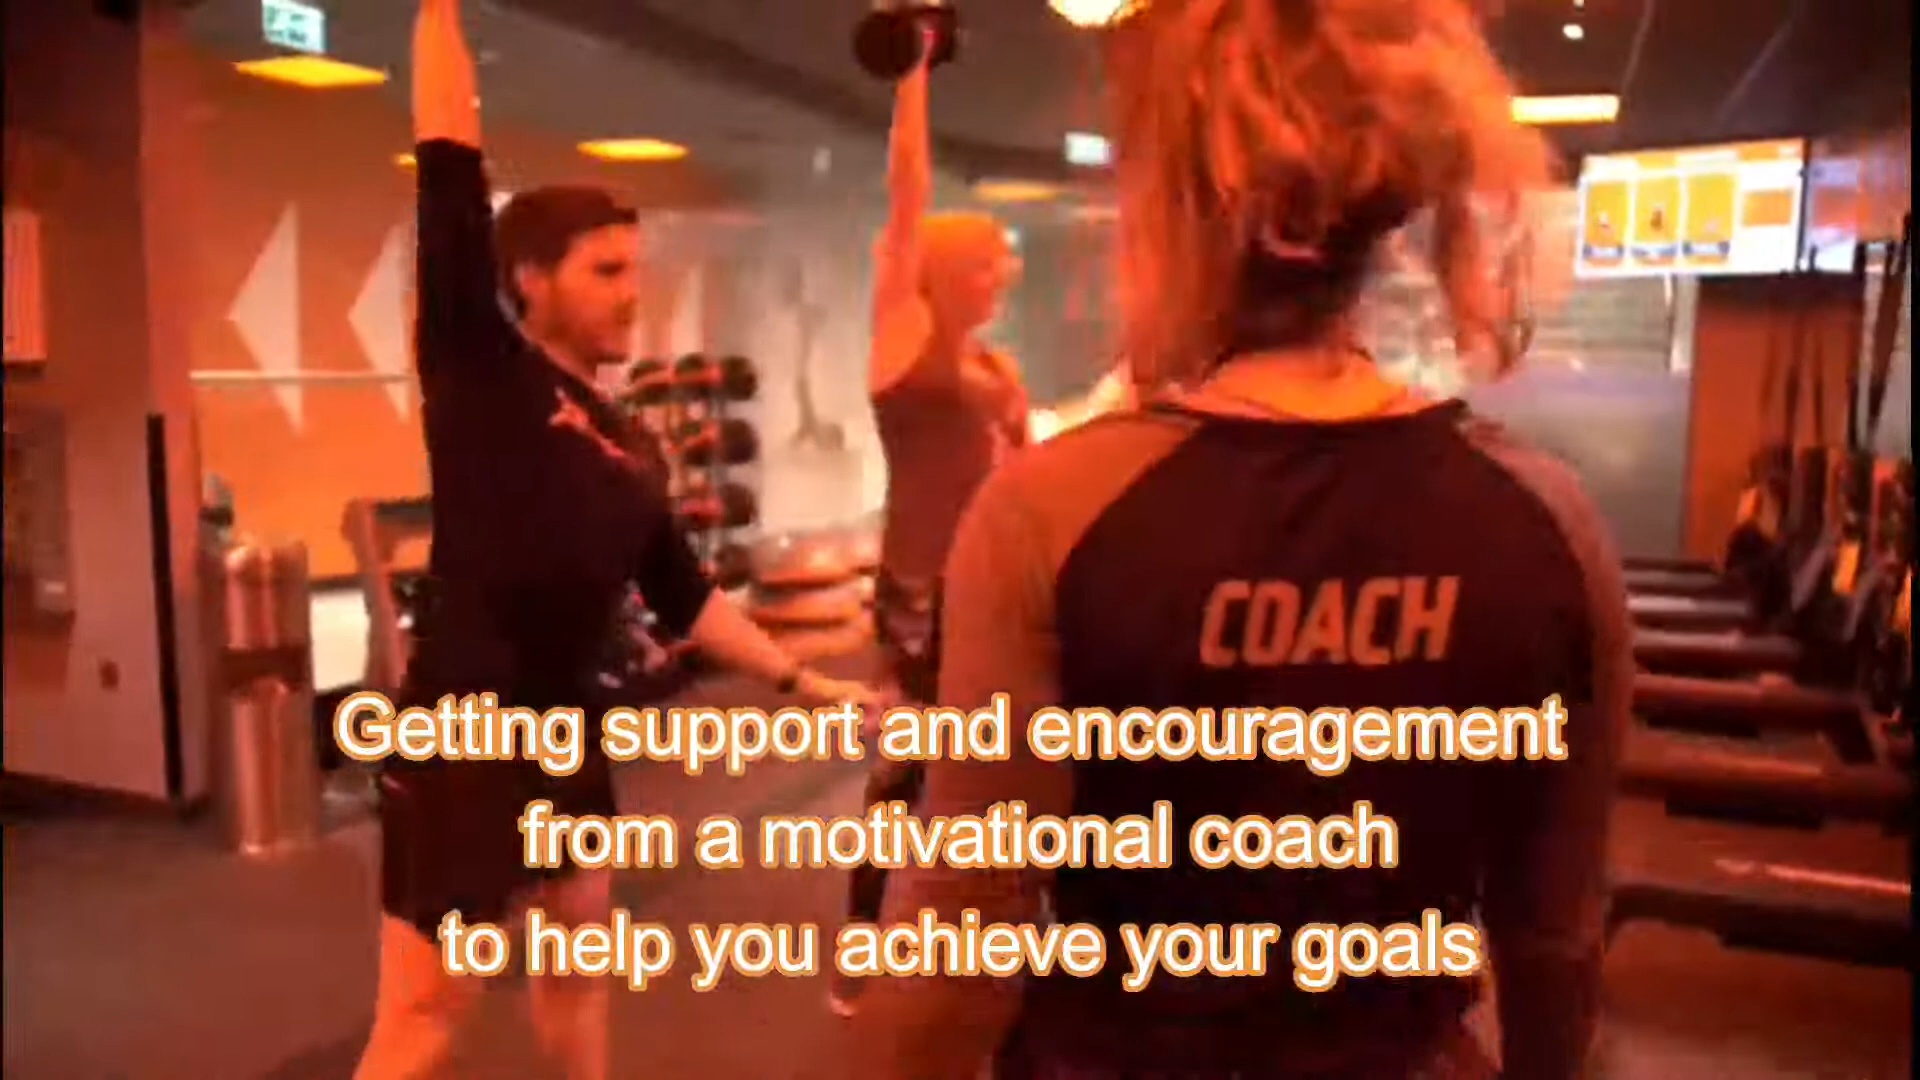 COACH
Getting support and encouragement
from a motivational coach
to help you achieve your goals